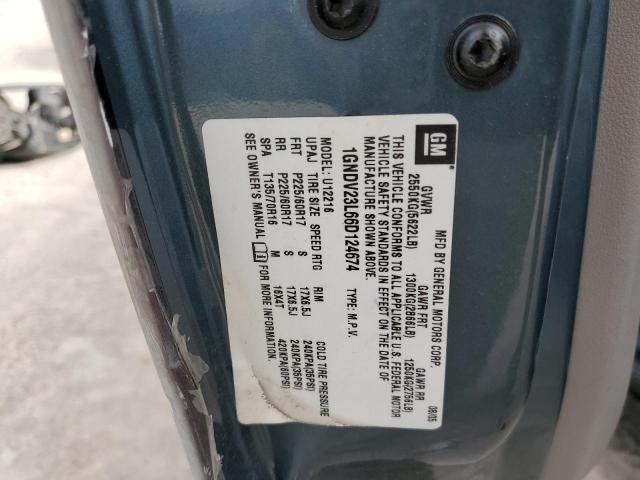 GM
MFD BY GENERAL MOTORS CORP. 08/05
GVWR GAWR FRT GAWR RR
2550KG(5622LB) 1300KG(2866LB) 1250KG(2756LB)
THIS VEHICLE CONFORMS TO ALL APPLICABLE U.S. FEDERAL MOTOR
VEHICLE SAFETY STANDARDS IN EFFECT ON THE DATE OF
MANUFACTURE SHOWN ABOVE.
1GNDV23L66D124674 TYPE: M.P.V.
MODEL: U12216
UPAJ TIRE SIZE SPEED RTG RIM COLD TIRE PRESSURE
FRT P225/60R17 S 17X6.5J 240KPA(35PSI)
RR P225/60R17 S 17X6.5J 240KPA(35PSI)
SPA T135/70R16 M 16X4T 420KPA(60PSI)
SEE OWNER'S MANUAL FOR MORE INFORMATION.